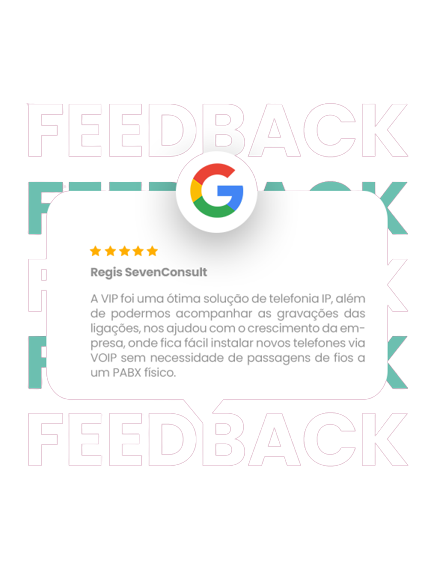 FEEDBACK
FEEDBACK
Regis SevenConsult
A VIP foi uma ótima solução de telefonia IP, além
de podermos acompanhar as gravações das
ligações, nos ajudou com o crescimento da em-
presa, onde fica fácil instalar novos telefones via
VOIP sem necessidade de passagens de fios a
um PABX físico.
FEEDBACK